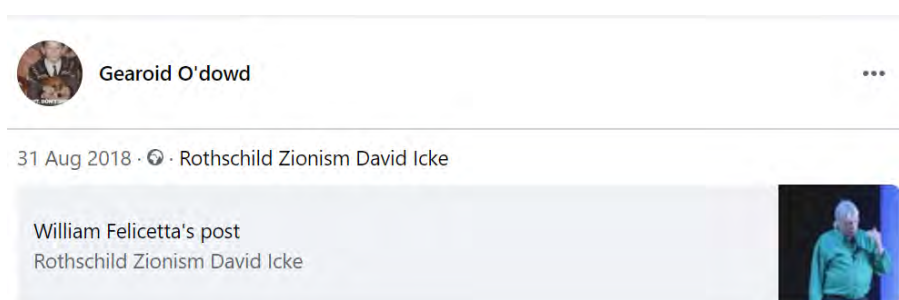 Gearoid O'dowd
31 Aug 2018 · · Rothschild Zionism David Icke
William Felicetta's post
Rothschild Zionism David Icke